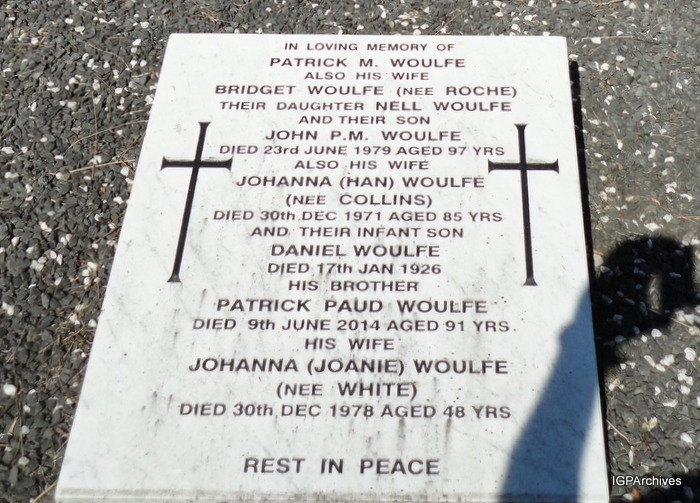 IN LOVING MEMORY OF
PATRICK M. WOULFE
ALSO HIS WIFE
BRIDGET WOULFE (NEE ROCHE)
THEIR DAUGHTER NELL WOULFE
AND THEIR SON
JOHN P.M. WOULFE
DIED 23rd JUNE 1979 AGED 97 YRS
ALSO HIS WIFE
JOHANNA (HAN) WOULFE
(NEE COLLINS)
DIED 30th DEC 1971 AGED 85 YRS
AND THEIR INFANT SON
DANIEL WOULFE
DIED 17th JAN 1926
HIS BROTHER
PATRICK PAUD WOULFE
DIED 9th JUNE 2014 AGED 91 YRS.
HIS WIFE
JOHANNA (JOANIE) WOULFE
(NEE WHITE)
DIED 30th DEC 1978 AGED 48 YRS
REST IN PEACE
IGPArchives